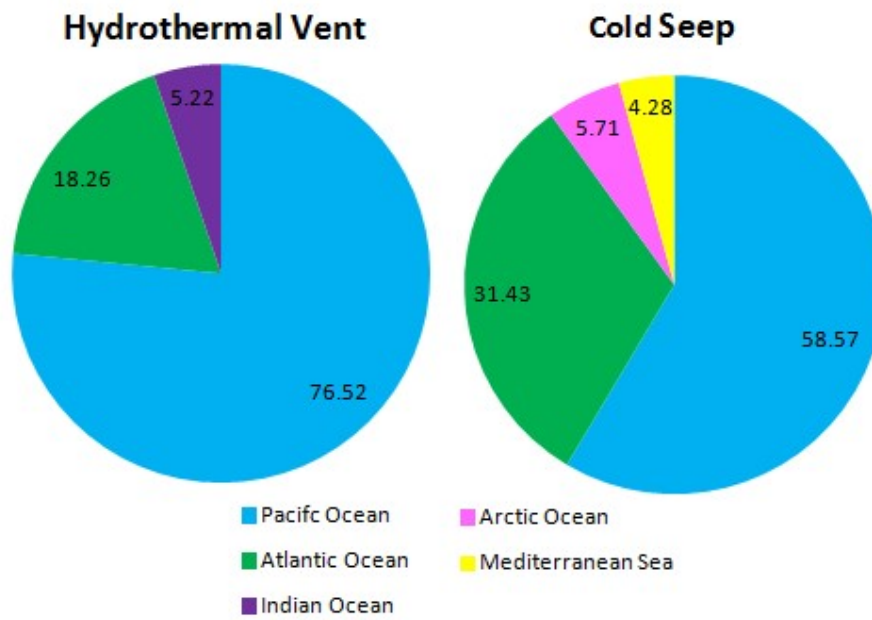 Hydrothermal Vent
5.22
18.26
76.52
Cold Seep
4.28
5.71
31.43
58.57
Pacifc Ocean
Atlantic Ocean
Indian Ocean
Arctic Ocean
Mediterranean Sea